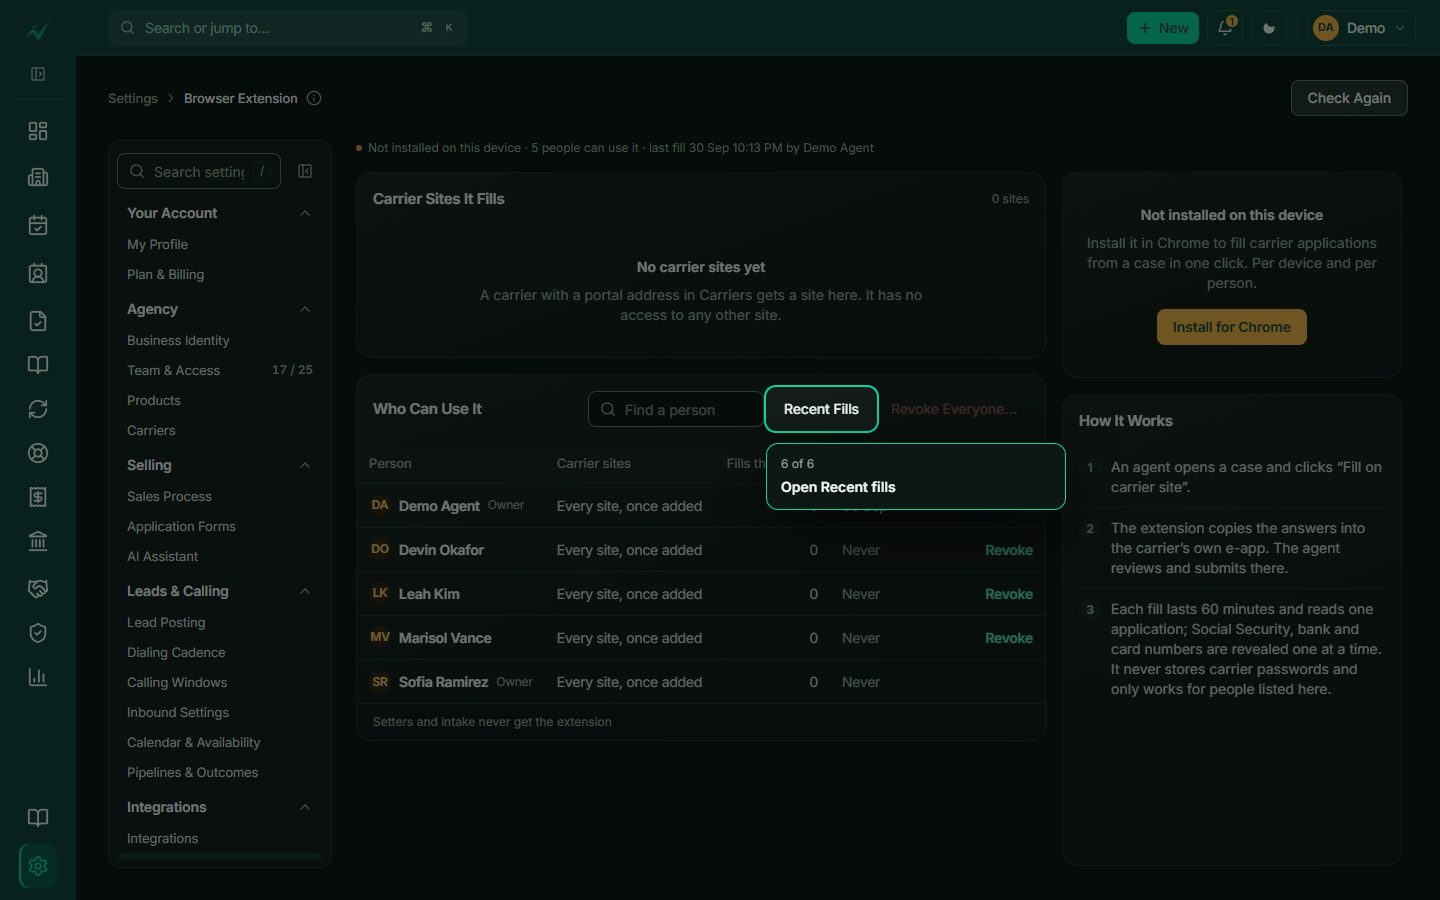 Search or jump to...
⌘ K
New
1
DA
Demo
Settings
Browser Extension
Check Again
Search settin
/
Your Account
My Profile
Plan & Billing
Agency
Business Identity
Team & Access 17 / 25
Products
Carriers
Selling
Sales Process
Application Forms
AI Assistant
Leads & Calling
Lead Posting
Dialing Cadence
Calling Windows
Inbound Settings
Calendar & Availability
Pipelines & Outcomes
Integrations
Integrations
Not installed on this device · 5 people can use it · last fill 30 Sep 10:13 PM by Demo Agent
Carrier Sites It Fills
0 sites
No carrier sites yet
A carrier with a portal address in Carriers gets a site here. It has no
access to any other site.
Who Can Use It
Find a person
Recent Fills
Revoke Everyone...
6 of 6
Open Recent fills
Person Carrier sites Fills th
DA Demo Agent Owner Every site, once added
DO Devin Okafor Every site, once added 0 Never Revoke
LK Leah Kim Every site, once added 0 Never Revoke
MV Marisol Vance Every site, once added 0 Never Revoke
SR Sofia Ramirez Owner Every site, once added 0 Never
Setters and intake never get the extension
Not installed on this device
Install it in Chrome to fill carrier applications
from a case in one click. Per device and per
person.
Install for Chrome
How It Works
1 An agent opens a case and clicks “Fill on
carrier site”.
2 The extension copies the answers into
the carrier’s own e-app. The agent
reviews and submits there.
3 Each fill lasts 60 minutes and reads one
application; Social Security, bank and
card numbers are revealed one at a time.
It never stores carrier passwords and
only works for people listed here.